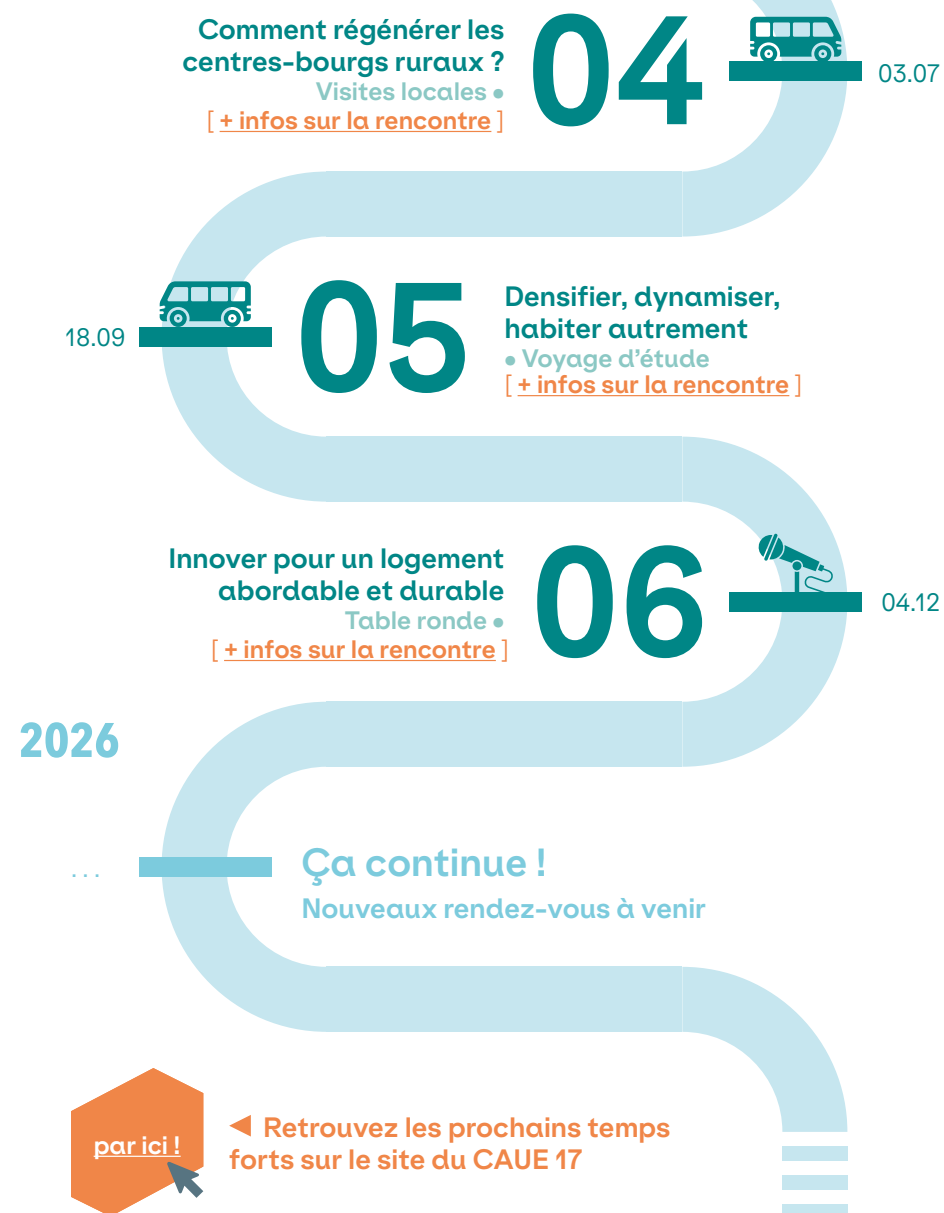 Comment régénérer les
centres-bourgs ruraux ?
Visites locales •
[ + infos sur la rencontre ]
04
03.07
18.09
05
Densifier, dynamiser,
habiter autrement
• Voyage d'étude
[ + infos sur la rencontre ]
Innover pour un logement
abordable et durable
Table ronde •
[ + infos sur la rencontre ]
06
04.12
2026
...
Ça continue !
Nouveaux rendez-vous à venir
par ici !
◄ Retrouvez les prochains temps
forts sur le site du CAUE 17